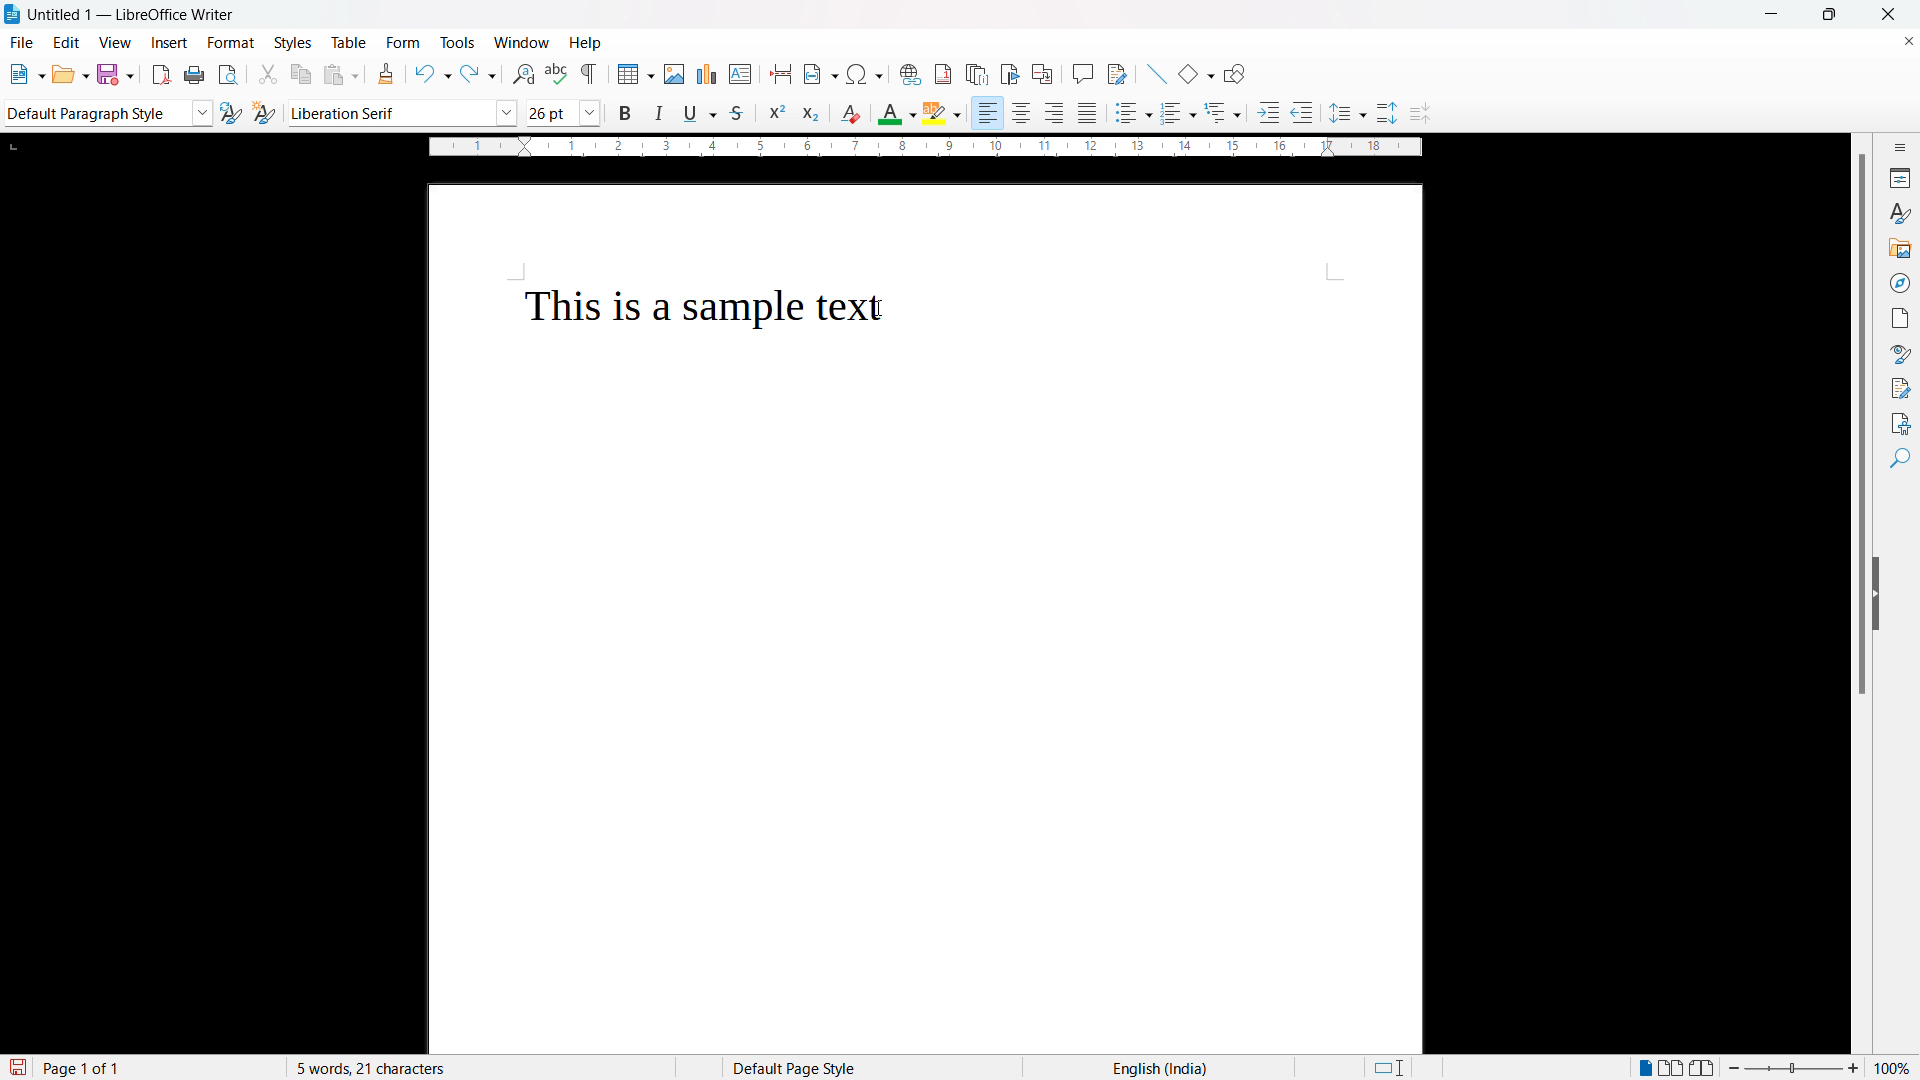 Untitled 1 — LibreOffice Writer
File Edit View Insert Format Styles Table Form Tools Window Help
Default Paragraph Style Liberation Serif 26 pt
1 1 2 3 4 5 6 7 8 9 10 11 12 13 14 15 16 17 18
This is a sample text
Page 1 of 1 5 words, 21 characters Default Page Style English (India) 100%